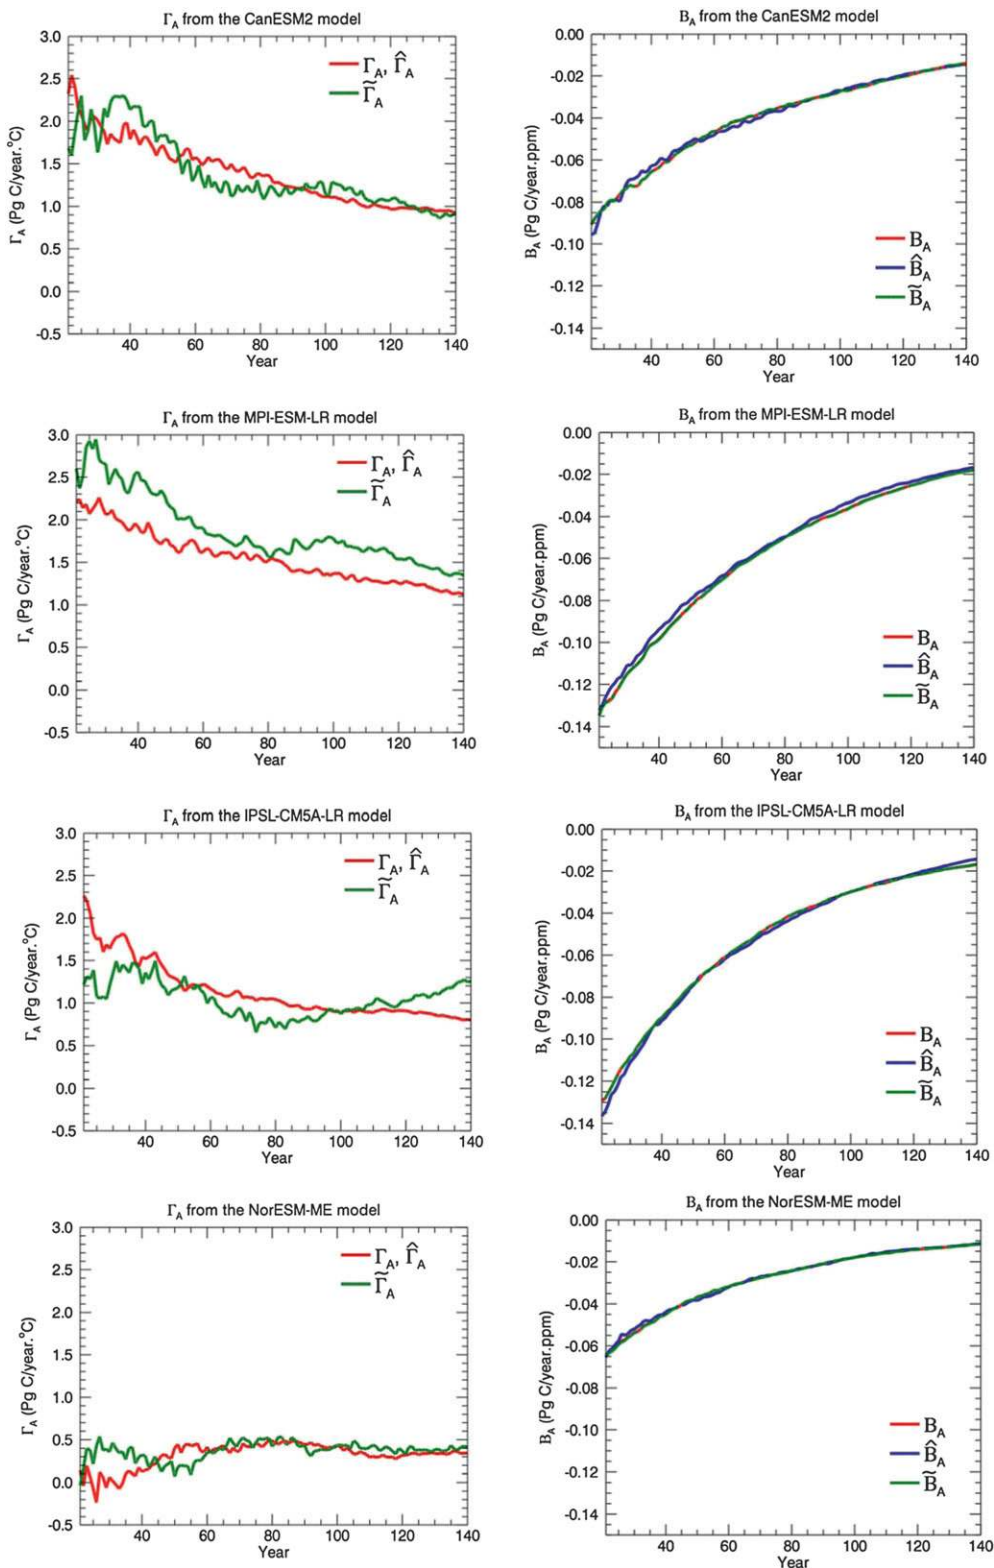 Γ_A from the CanESM2 model
3.0
2.5
2.0
1.5
1.0
0.5
0.0
-0.5
Γ_A (Pg C/year.°C)
Γ_A, Γ̂_A
Γ̃_A
40 60 80 100 120 140
Year
B_A from the CanESM2 model
0.00
-0.02
-0.04
-0.06
-0.08
-0.10
-0.12
-0.14
B_A (Pg C/year.ppm)
B_A
B̂_A
B̃_A
40 60 80 100 120 140
Year
Γ_A from the MPI-ESM-LR model
3.0
2.5
2.0
1.5
1.0
0.5
0.0
-0.5
Γ_A (Pg C/year.°C)
Γ_A, Γ̂_A
Γ̃_A
40 60 80 100 120 140
Year
B_A from the MPI-ESM-LR model
0.00
-0.02
-0.04
-0.06
-0.08
-0.10
-0.12
-0.14
B_A (Pg C/year.ppm)
B_A
B̂_A
B̃_A
40 60 80 100 120 140
Year
Γ_A from the IPSL-CM5A-LR model
3.0
2.5
2.0
1.5
1.0
0.5
0.0
-0.5
Γ_A (Pg C/year.°C)
Γ_A, Γ̂_A
Γ̃_A
40 60 80 100 120 140
Year
B_A from the IPSL-CM5A-LR model
0.00
-0.02
-0.04
-0.06
-0.08
-0.10
-0.12
-0.14
B_A (Pg C/year.ppm)
B_A
B̂_A
B̃_A
40 60 80 100 120 140
Year
Γ_A from the NorESM-ME model
3.0
2.5
2.0
1.5
1.0
0.5
0.0
-0.5
Γ_A (Pg C/year.°C)
Γ_A, Γ̂_A
Γ̃_A
40 60 80 100 120 140
Year
B_A from the NorESM-ME model
0.00
-0.02
-0.04
-0.06
-0.08
-0.10
-0.12
-0.14
B_A (Pg C/year.ppm)
B_A
B̂_A
B̃_A
40 60 80 100 120 140
Year